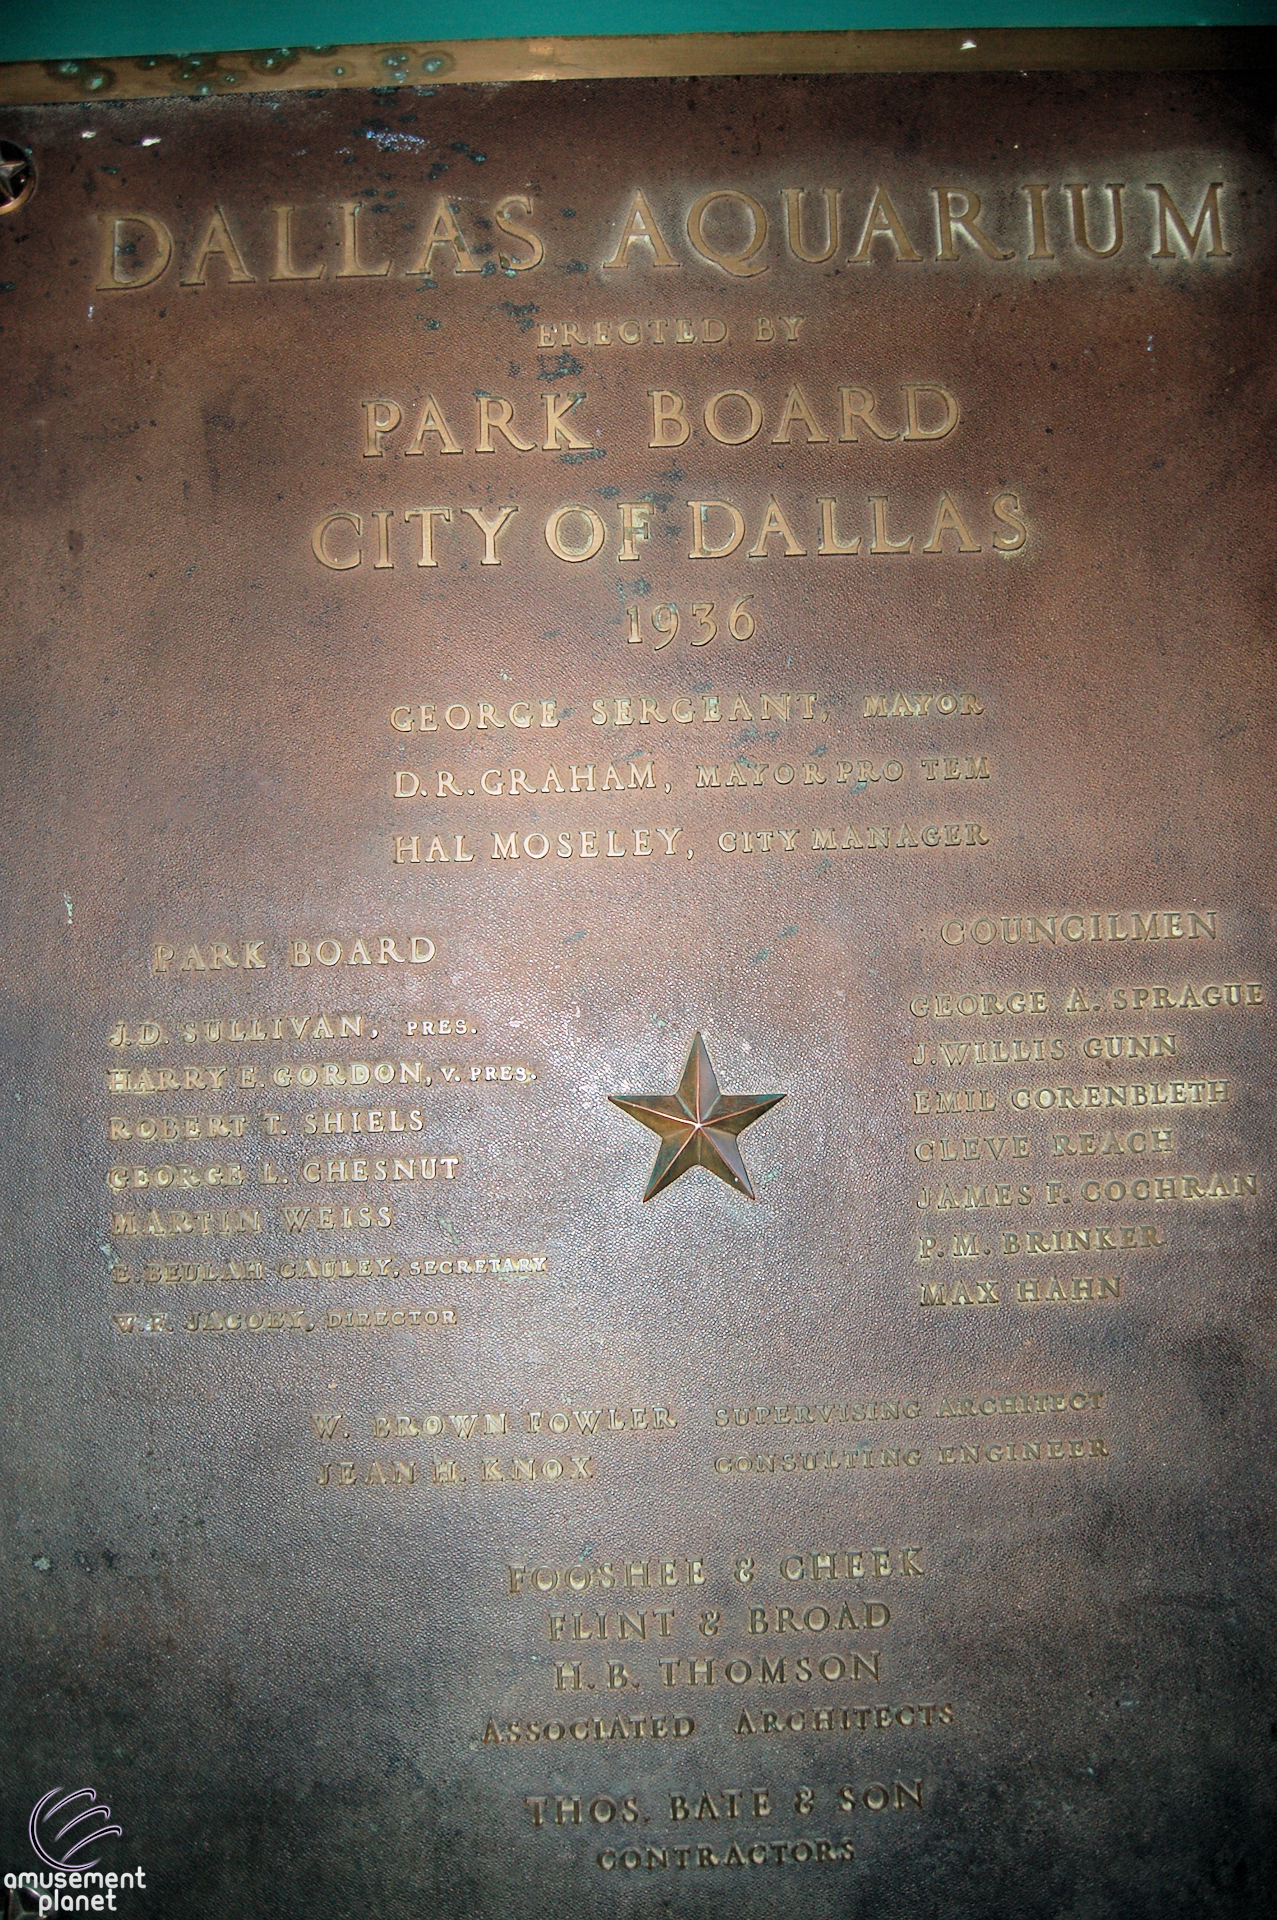 DALLAS AQUARIUM
ERECTED BY
PARK BOARD
CITY OF DALLAS
1936
GEORGE SERGEANT, MAYOR
D.R. GRAHAM, MAYOR PRO TEM
HAL MOSELEY, CITY MANAGER
PARK BOARD
J.D. SULLIVAN, PRES.
HARRY E. GORDON, V. PRES.
ROBERT T. SHIELS
GEORGE L. CHESNUT
MARTIN WEISS
E. BEULAH CAULEY, SECRETARY
W.F. JACOBY, DIRECTOR
COUNCILMEN
GEORGE A. SPRAGUE
J. WILLIS GUNN
EMIL CORENBLETH
CLEVE REACH
JAMES F. COCHRAN
P.M. BRINKER
MAX HAHN
W. BROWN FOWLER SUPERVISING ARCHITECT
JEAN H. KNOX CONSULTING ENGINEER
FOOSHEE & CHEEK
FLINT & BROAD
H.B. THOMSON
ASSOCIATED ARCHITECTS
THOS. BATE & SON
CONTRACTORS
amusement
planet